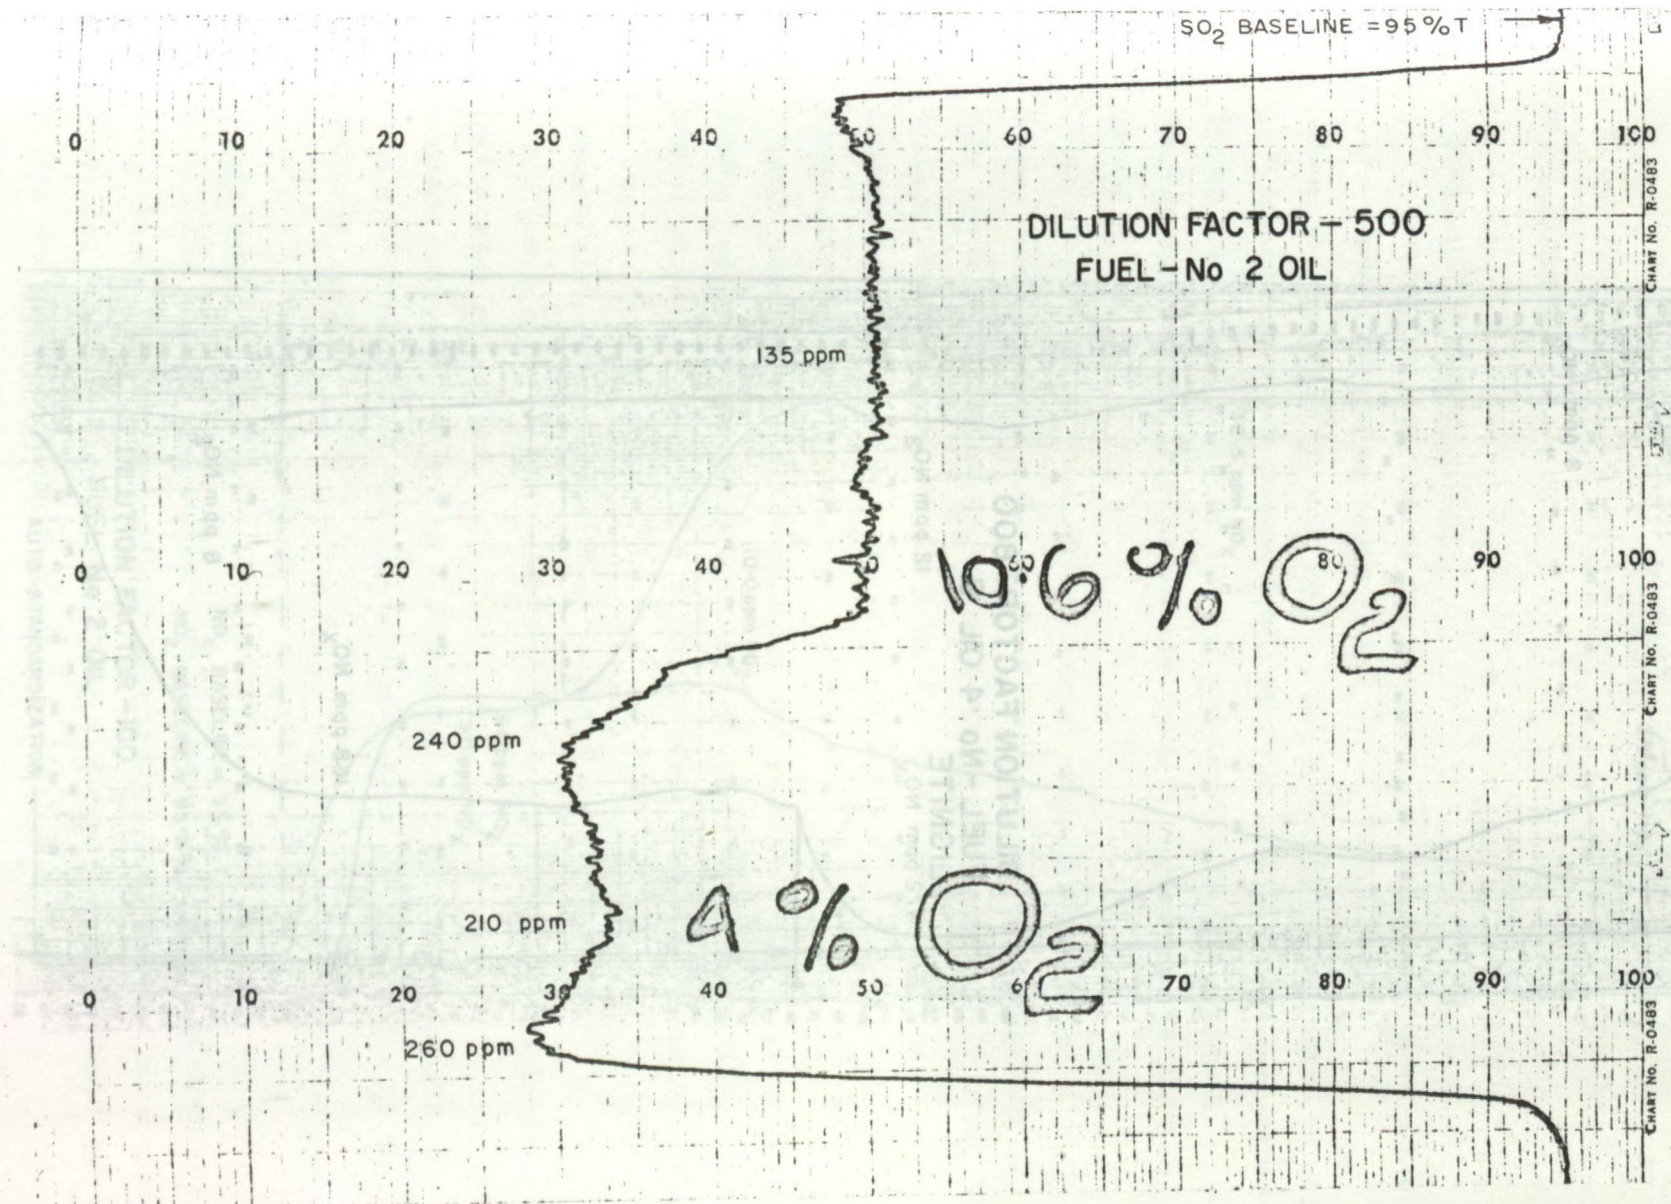 SO2 BASELINE = 95%T
0 10 20 30 40 50 60 70 80 90 100
CHART No. R-0483
DILUTION FACTOR - 500
FUEL - No 2 OIL
135 ppm
0 10 20 30 40 60 80 90 100
10.6 % O2
CHART No. R-0483
240 ppm
210 ppm
4 % O2
0 10 20 30 40 50 70 80 90 100
CHART No. R-0483
260 ppm